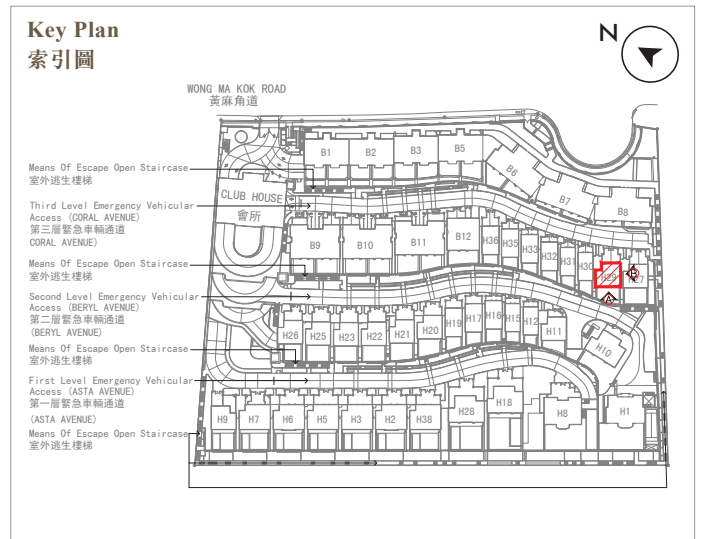 Key Plan
索引圖
N
WONG MA KOK ROAD
黃麻角道
Means Of Escape Open Staircase
室外逃生樓梯
CLUB HOUSE
會所
Third Level Emergency Vehicular
Access (CORAL AVENUE)
第三層緊急車輛通道
CORAL AVENUE)
Means Of Escape Open Staircase
室外逃生樓梯
Second Level Emergency Vehicular
Access (BERYL AVENUE)
第二層緊急車輛通道
(BERYL AVENUE)
Means Of Escape Open Staircase
室外逃生樓梯
First Level Emergency Vehicular
Access (ASTA AVENUE)
第一層緊急車輛通道
(ASTA AVENUE)
Means Of Escape Open Staircase
室外逃生樓梯
B1 B2 B3 B5 B6 B7 B8
B9 B10 B11 B12 H36 H35 H33 H32 H31 H30 H29 H27
A
B
H26 H25 H23 H22 H21 H20 H19 H17 H16 H15 H12 H11 H10
H9 H7 H6 H5 H3 H2 H38 H28 H18 H8 H1